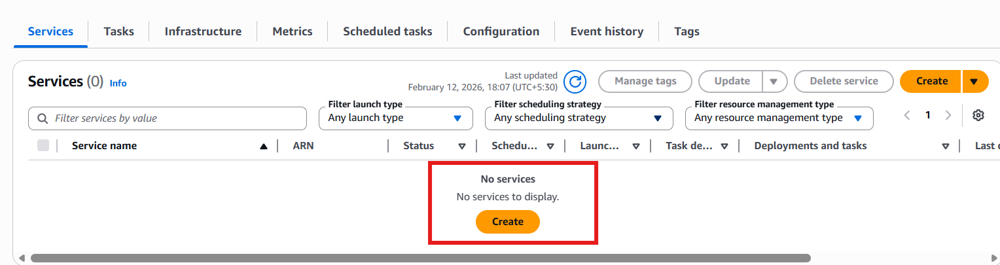 Services Tasks Infrastructure Metrics Scheduled tasks Configuration Event history Tags
Services (0) Info
Last updated
February 12, 2026, 18:07 (UTC+5:30)
Manage tags Update Delete service Create
Filter services by value
Filter launch type
Any launch type
Filter scheduling strategy
Any scheduling strategy
Filter resource management type
Any resource management type
1
Service name ARN Status Schedu... Launc... Task de... Deployments and tasks Last
No services
No services to display.
Create